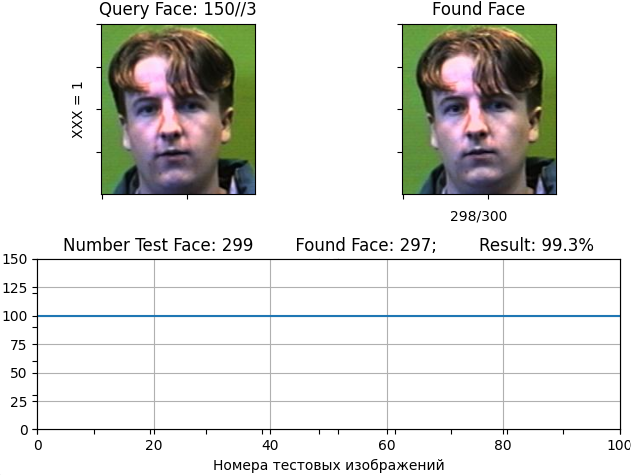 Query Face: 150//3
Found Face
XXX = 1
298/300
Number Test Face: 299 Found Face: 297; Result: 99.3%
150
125
100
75
50
25
0
0 20 40 60 80 100
Номера тестовых изображений